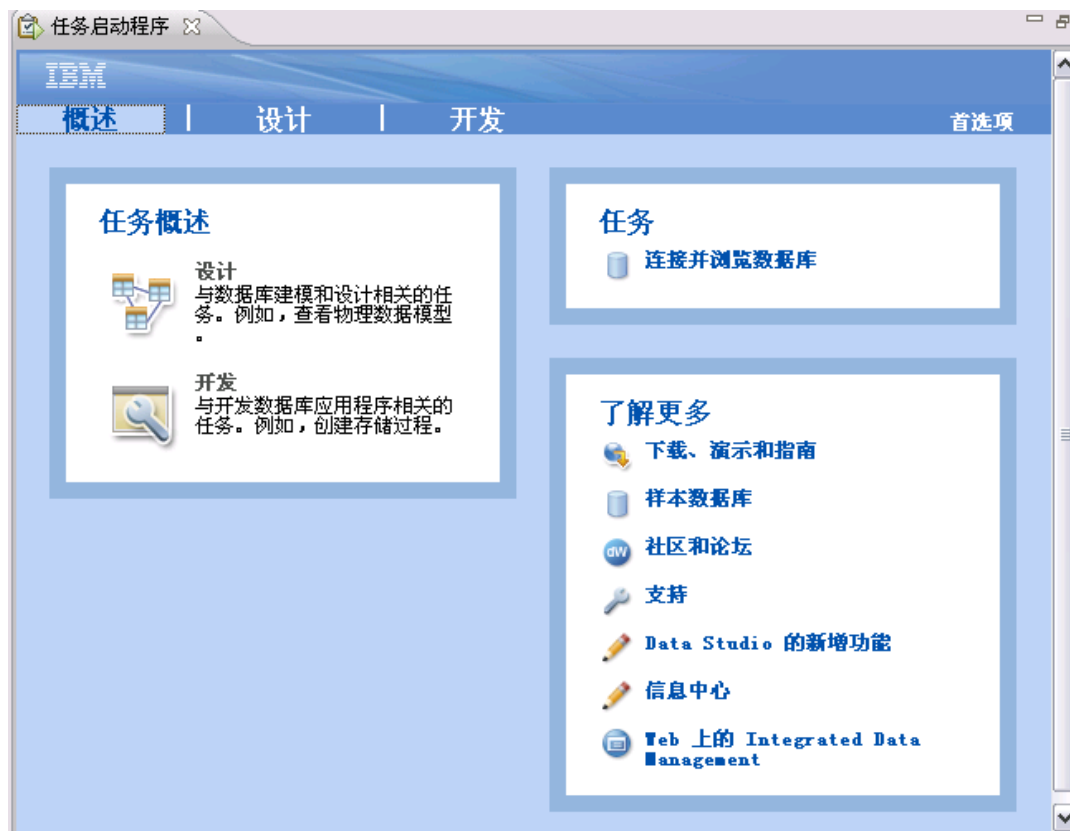 任务启动程序
IBM
概述
设计
开发
首选项
任务概述
设计
与数据库建模和设计相关的任
务。例如，查看物理数据模型
。
开发
与开发数据库应用程序相关的
任务。例如，创建存储过程。
任务
连接并浏览数据库
了解更多
下载、演示和指南
样本数据库
dW
社区和论坛
支持
Data Studio 的新增功能
信息中心
Web 上的 Integrated Data
Management